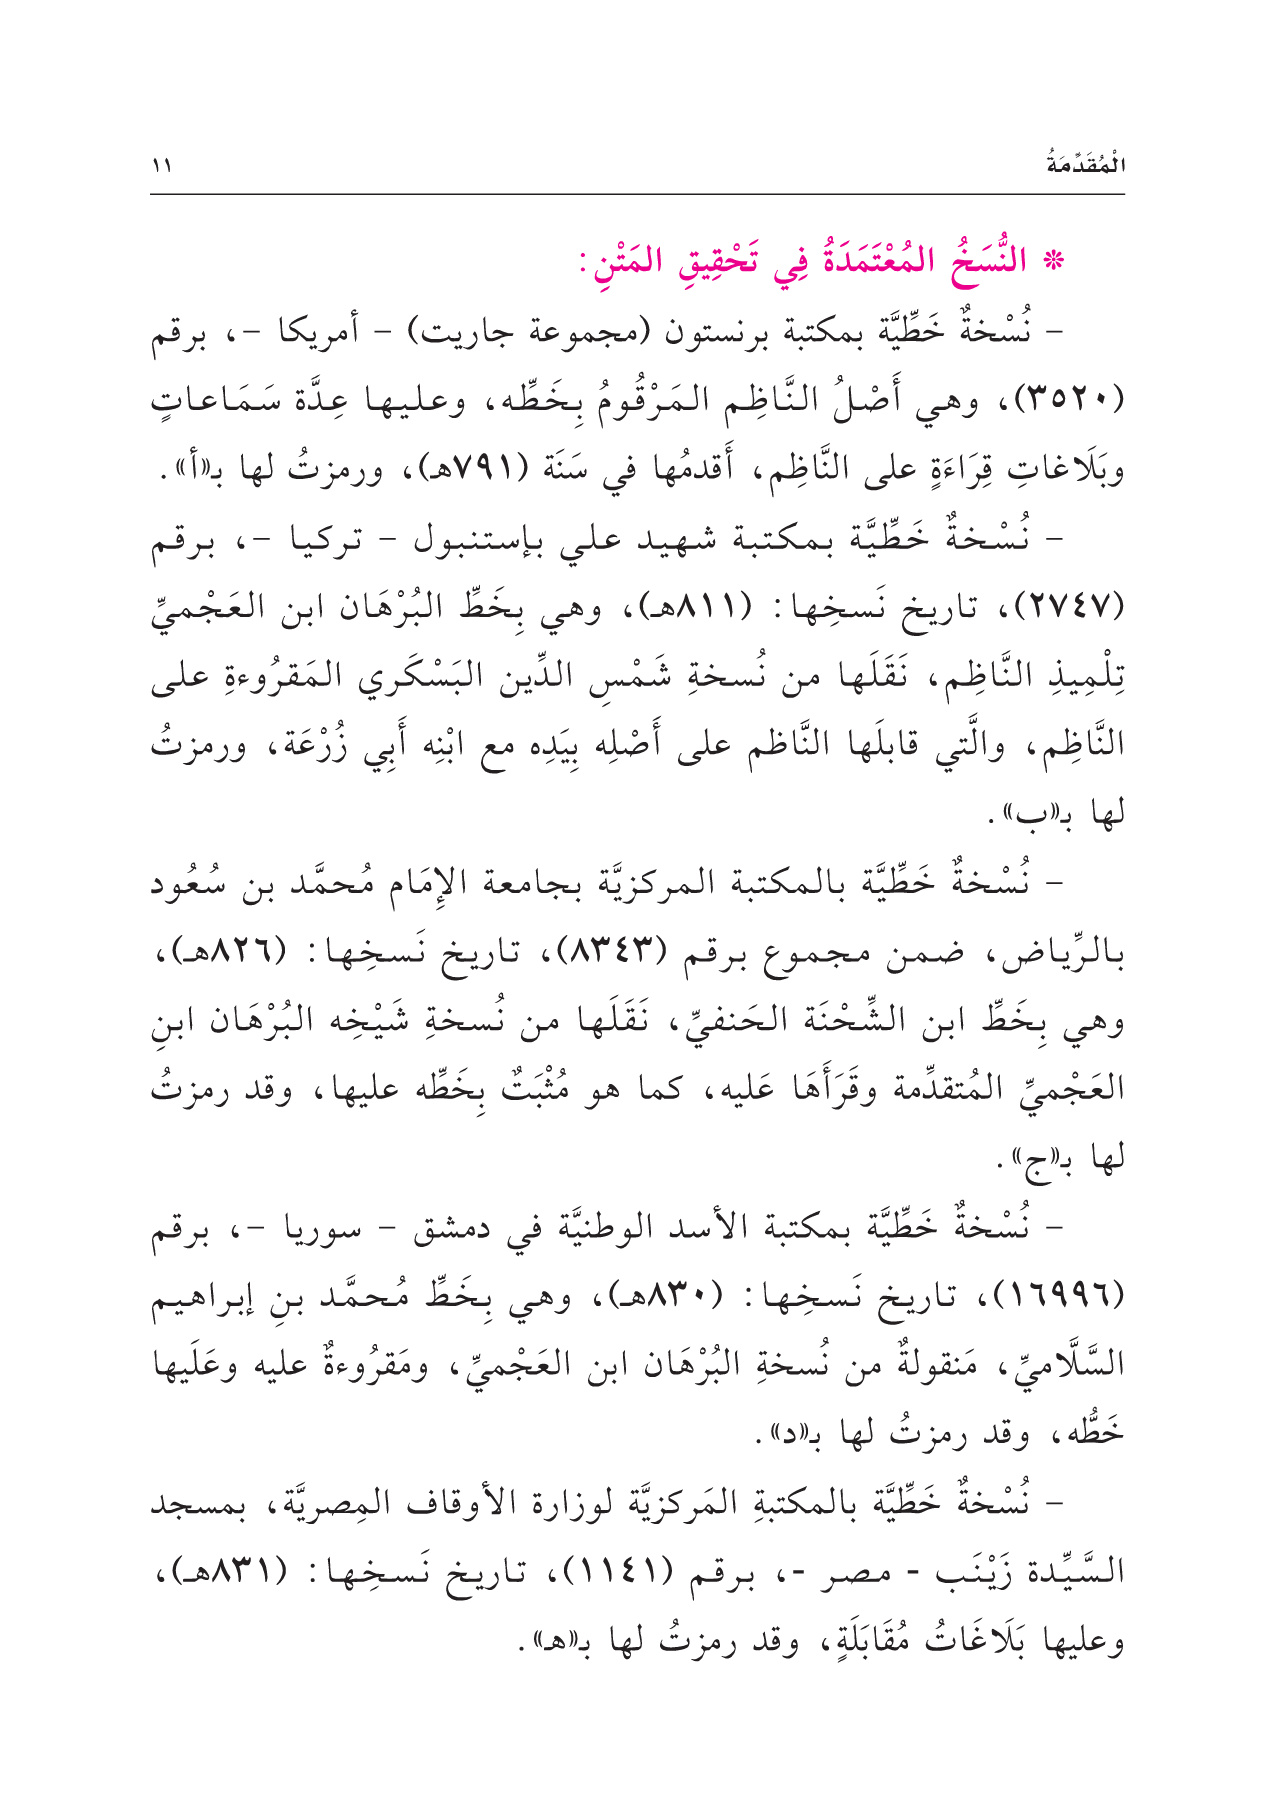 الْمُقَدِّمَةُ ١١
* النُّسَخُ المُعْتَمَدَةُ فِي تَحْقِيقِ المَتْنِ:
– نُسْخةٌ خَطِّيَّة بمكتبة برنستون (مجموعة جاريت) – أمريكا –، برقم
(٣٥٢٠)، وهي أَصْلُ النَّاظِم المَرْقُومُ بِخَطِّه، وعليها عِدَّة سَمَاعاتٍ
وبَلَاغاتِ قِرَاءَةٍ على النَّاظِم، أَقدمُها في سَنَة (٧٩١هـ)، ورمزتُ لها بـ«أ».
– نُسْخةٌ خَطِّيَّة بمكتبة شهيد علي بإستنبول – تركيا –، برقم
(٢٧٤٧)، تاريخ نَسخِها: (٨١١هـ)، وهي بِخَطِّ البُرْهَان ابن العَجْميِّ
تِلْمِيذِ النَّاظِم، نَقَلَها من نُسخةِ شَمْسِ الدِّين البَسْكَري المَقرُوءةِ على
النَّاظِم، والَّتي قابلَها النَّاظم على أَصْلِه بِيَدِه مع ابْنِه أَبِي زُرْعَة، ورمزتُ
لها بـ«ب».
– نُسْخةٌ خَطِّيَّة بالمكتبة المركزيَّة بجامعة الإِمَام مُحمَّد بن سُعُود
بالرِّياض، ضمن مجموع برقم (٨٣٤٣)، تاريخ نَسخِها: (٨٢٦هـ)،
وهي بِخَطِّ ابن الشِّحْنَة الحَنفيِّ، نَقَلَها من نُسخةِ شَيْخِه البُرْهَان ابنِ
العَجْميِّ المُتقدِّمة وقَرَأَهَا عَليه، كما هو مُثْبَتٌ بِخَطِّه عليها، وقد رمزتُ
لها بـ«ج».
– نُسْخةٌ خَطِّيَّة بمكتبة الأسد الوطنيَّة في دمشق – سوريا –، برقم
(١٦٩٩٦)، تاريخ نَسخِها: (٨٣٠هـ)، وهي بِخَطِّ مُحمَّد بنِ إبراهيم
السَّلَّاميِّ، مَنقولةٌ من نُسخةِ البُرْهَان ابن العَجْميِّ، ومَقرُوءةٌ عليه وعَلَيها
خَطُّه، وقد رمزتُ لها بـ«د».
– نُسْخةٌ خَطِّيَّة بالمكتبةِ المَركزيَّة لوزارة الأوقاف المِصريَّة، بمسجد
السَّيِّدة زَيْنَب - مصر -، برقم (١١٤١)، تاريخ نَسخِها: (٨٣١هـ)،
وعليها بَلَاغَاتُ مُقَابَلَةٍ، وقد رمزتُ لها بـ«هـ».